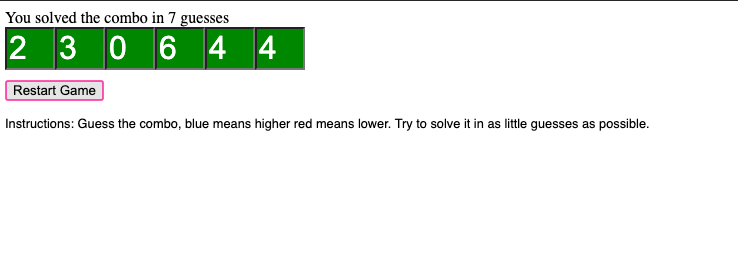 You solved the combo in 7 guesses
2 3 0 6 4 4
Restart Game
Instructions: Guess the combo, blue means higher red means lower. Try to solve it in as little guesses as possible.